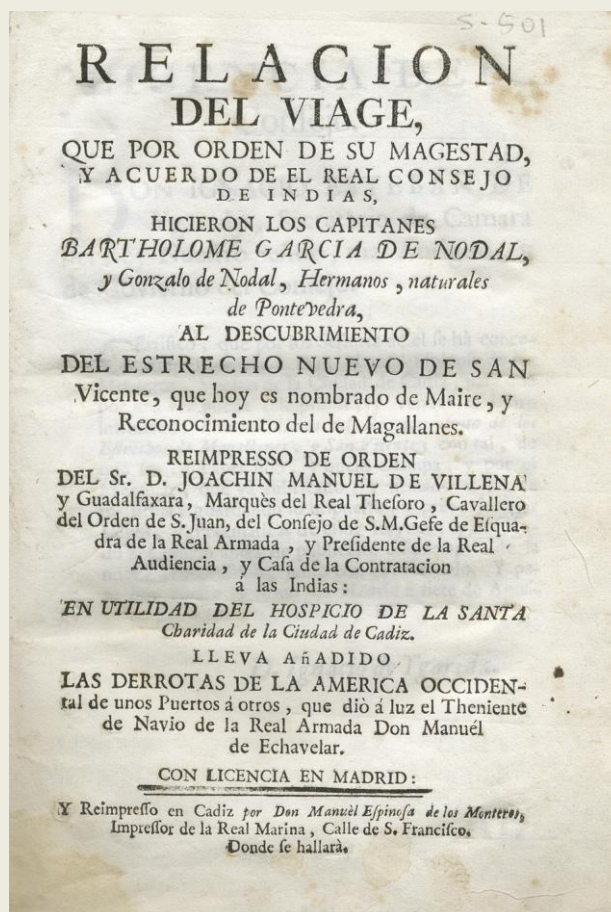 S-501
RELACION
DEL VIAGE,
QUE POR ORDEN DE SU MAGESTAD,
Y ACUERDO DE EL REAL CONSEJO
DE INDIAS,
HICIERON LOS CAPITANES
BARTHOLOME GARCIA DE NODAL,
y Gonzalo de Nodal, Hermanos, naturales
de Pontevedra,
AL DESCUBRIMIENTO
DEL ESTRECHO NUEVO DE SAN
Vicente, que hoy es nombrado de Maire, y
Reconocimiento del de Magallanes.
REIMPRESSO DE ORDEN
DEL Sr. D. JOACHIN MANUEL DE VILLENA
y Guadalfaxara, Marquès del Real Theſoro, Cavallero
del Orden de S. Juan, del Conſejo de S.M. Gefe de Eſqua-
dra de la Real Armada, y Preſidente de la Real
Audiencia, y Caſa de la Contratacion
á las Indias:
EN UTILIDAD DEL HOSPICIO DE LA SANTA
Charidad de la Ciudad de Cadiz.
LLEVA AñADIDO
LAS DERROTAS DE LA AMERICA OCCIDEN-
tal de unos Puertos á otros, que diò á luz el Theniente
de Navio de la Real Armada Don Manuél
de Echavelar.
CON LICENCIA EN MADRID:
Y Reimpreſſo en Cadiz por Don Manuèl Eſpinoſa de los Monteros,
Impreſſor de la Real Marina, Calle de S. Franciſco.
Donde ſe hallarà.